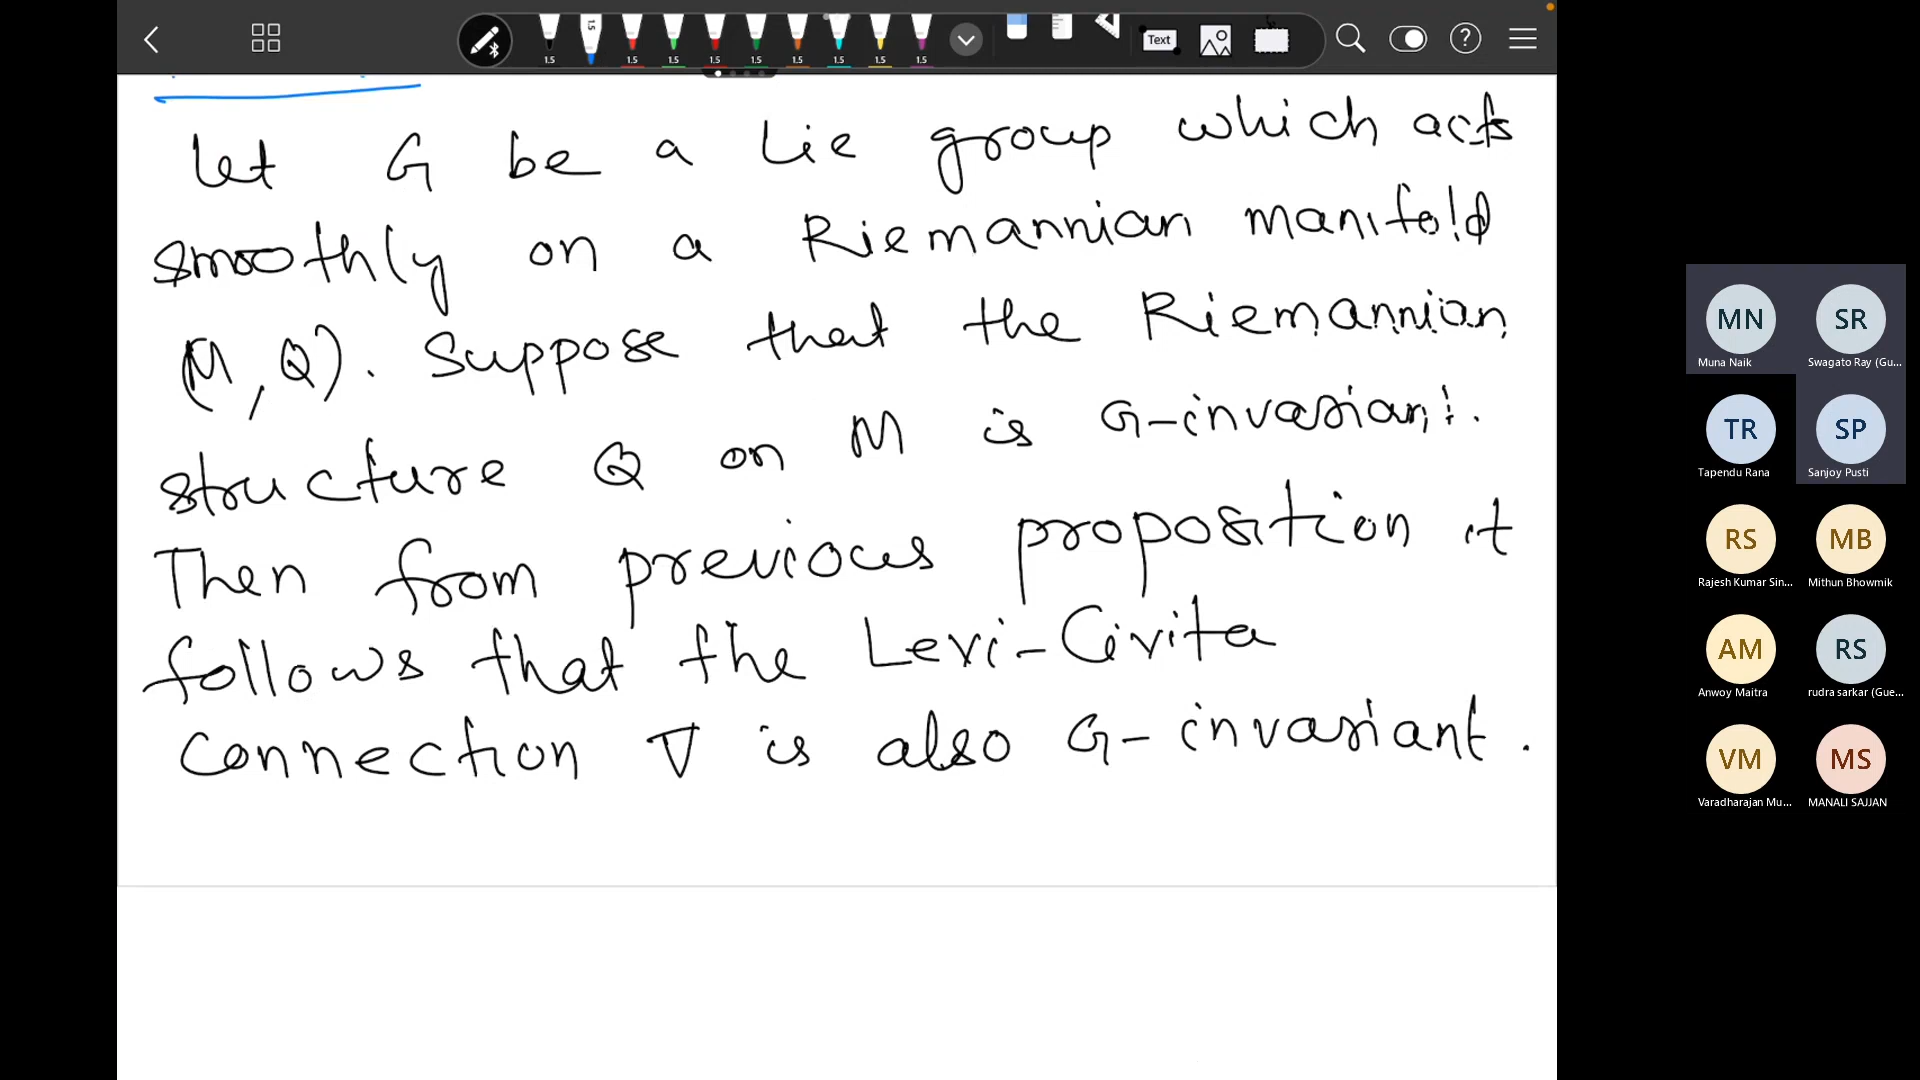 1.5 1.5 1.5 1.5 1.5 1.5 1.5 1.5 1.5 1.5 Text
Let G be a Lie group which acts
smoothly on a Riemannian manifold
(M, Q). Suppose that the Riemannian
structure Q on M is G-invariant.
Then from previous proposition it
follows that the Levi-Civita
connection ∇ is also G-invariant.
MN SR
Muna Naik Swagato Ray (Gu...
TR SP
Tapendu Rana Sanjoy Pusti
RS MB
Rajesh Kumar Sin... Mithun Bhowmik
AM RS
Anwoy Maitra rudra sarkar (Gue...
VM MS
Varadharajan Mu... MANALI SAJJAN